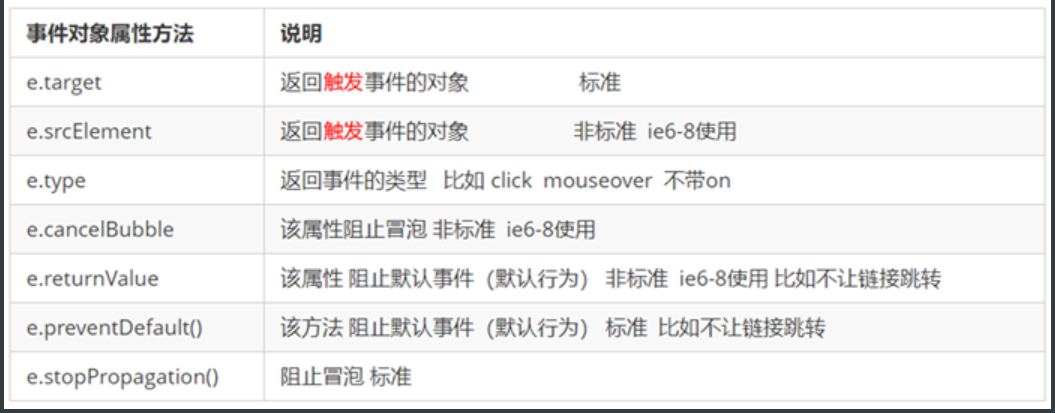 事件对象属性方法 说明
e.target 返回触发事件的对象 标准
e.srcElement 返回触发事件的对象 非标准 ie6-8使用
e.type 返回事件的类型 比如 click mouseover 不带on
e.cancelBubble 该属性阻止冒泡 非标准 ie6-8使用
e.returnValue 该属性 阻止默认事件（默认行为） 非标准 ie6-8使用 比如不让链接跳转
e.preventDefault() 该方法 阻止默认事件（默认行为） 标准 比如不让链接跳转
e.stopPropagation() 阻止冒泡 标准